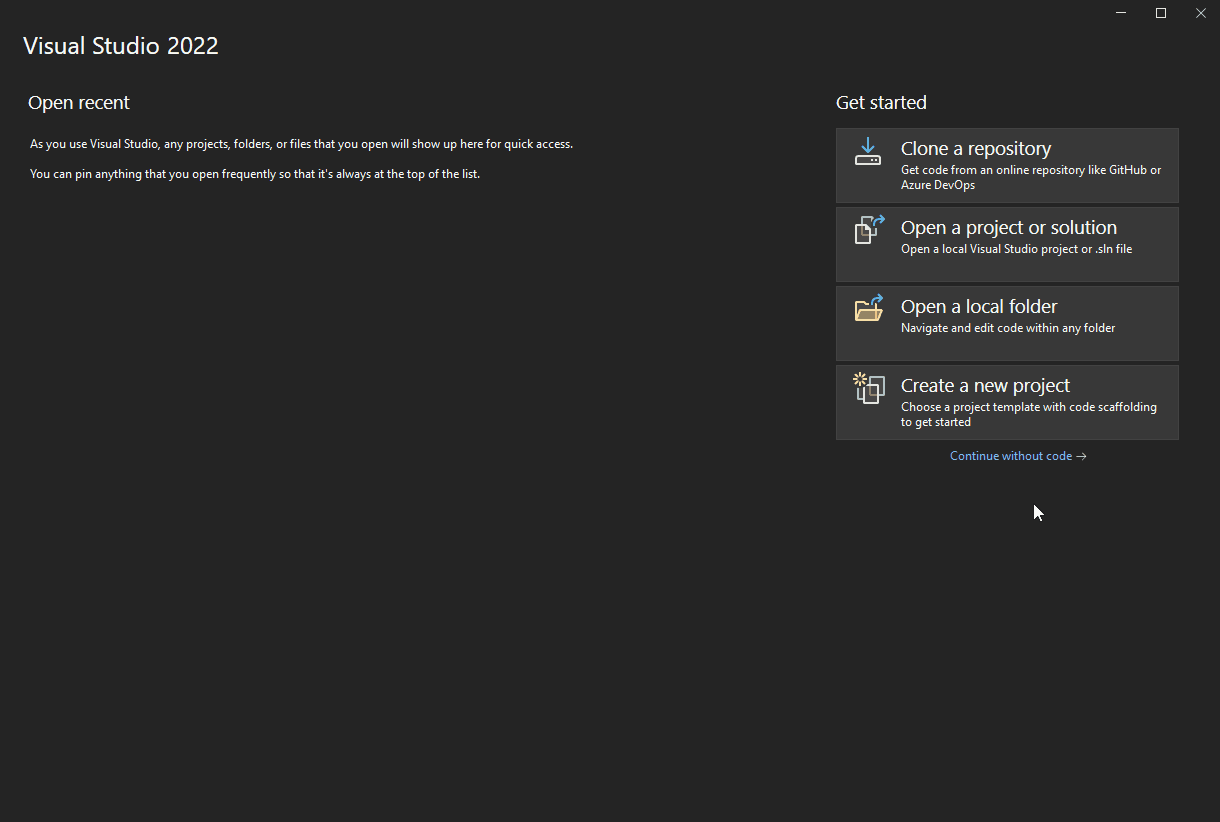 Visual Studio 2022
Open recent
As you use Visual Studio, any projects, folders, or files that you open will show up here for quick access.
You can pin anything that you open frequently so that it's always at the top of the list.
Get started
Clone a repository
Get code from an online repository like GitHub or
Azure DevOps
Open a project or solution
Open a local Visual Studio project or .sln file
Open a local folder
Navigate and edit code within any folder
Create a new project
Choose a project template with code scaffolding
to get started
Continue without code →